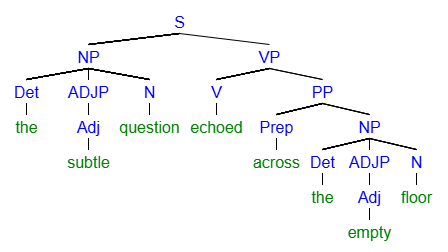 S
NP VP
Det ADJP N V PP
the Adj question echoed Prep NP
subtle across Det ADJP N
the Adj floor
empty